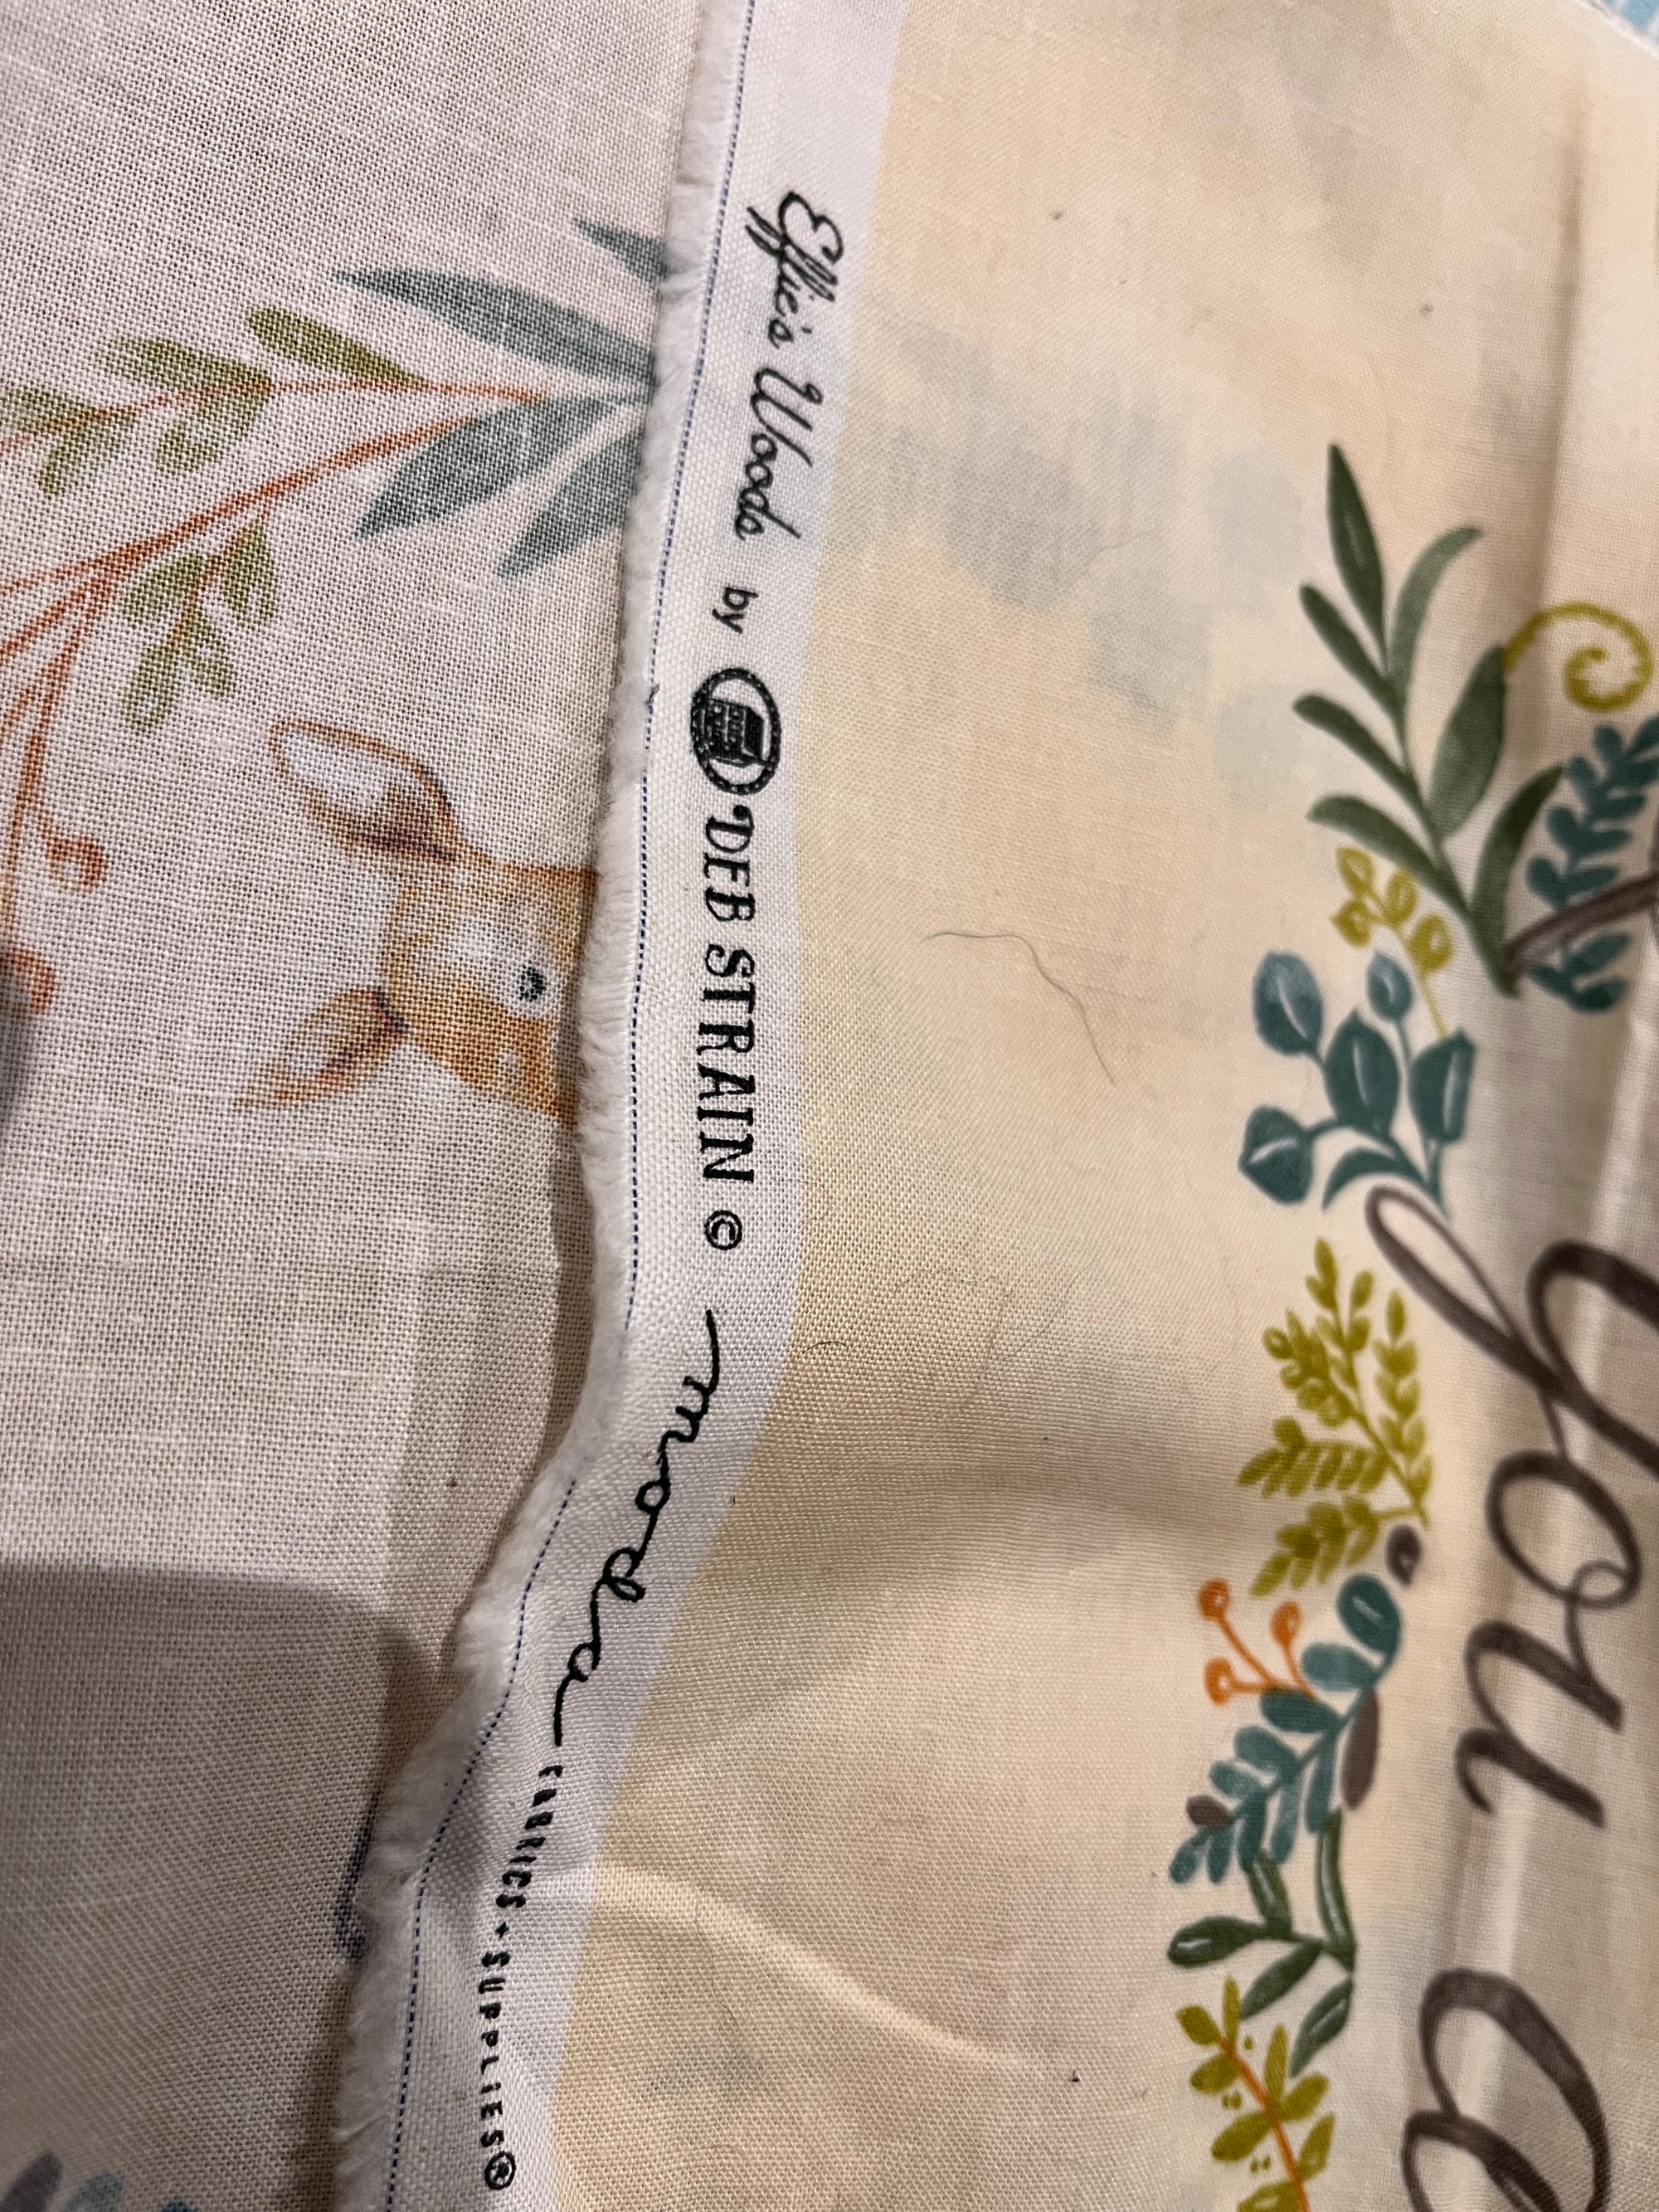 Effie's Woods by DEB STRAIN © moda FABRICS + SUPPLIES®
you a